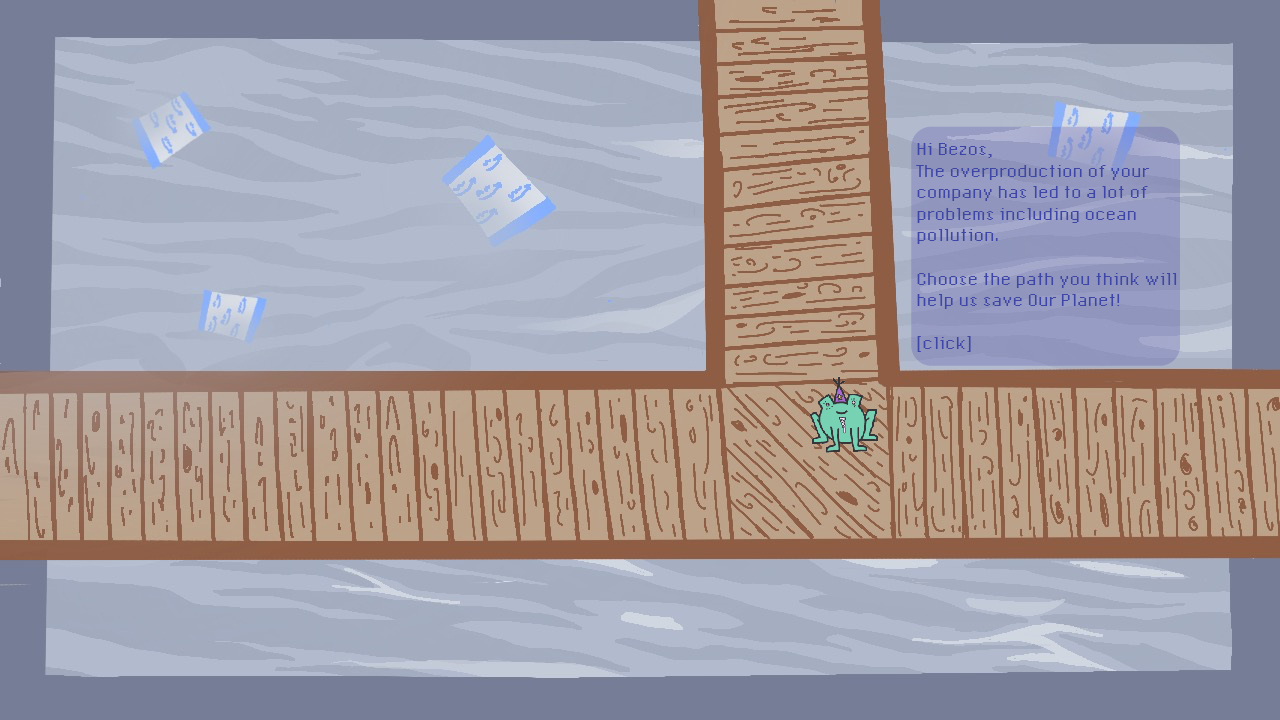 Hi Bezos,
The overproduction of your
company has led to a lot of
problems including ocean
pollution.
Choose the path you think will
help us save Our Planet!
[click]